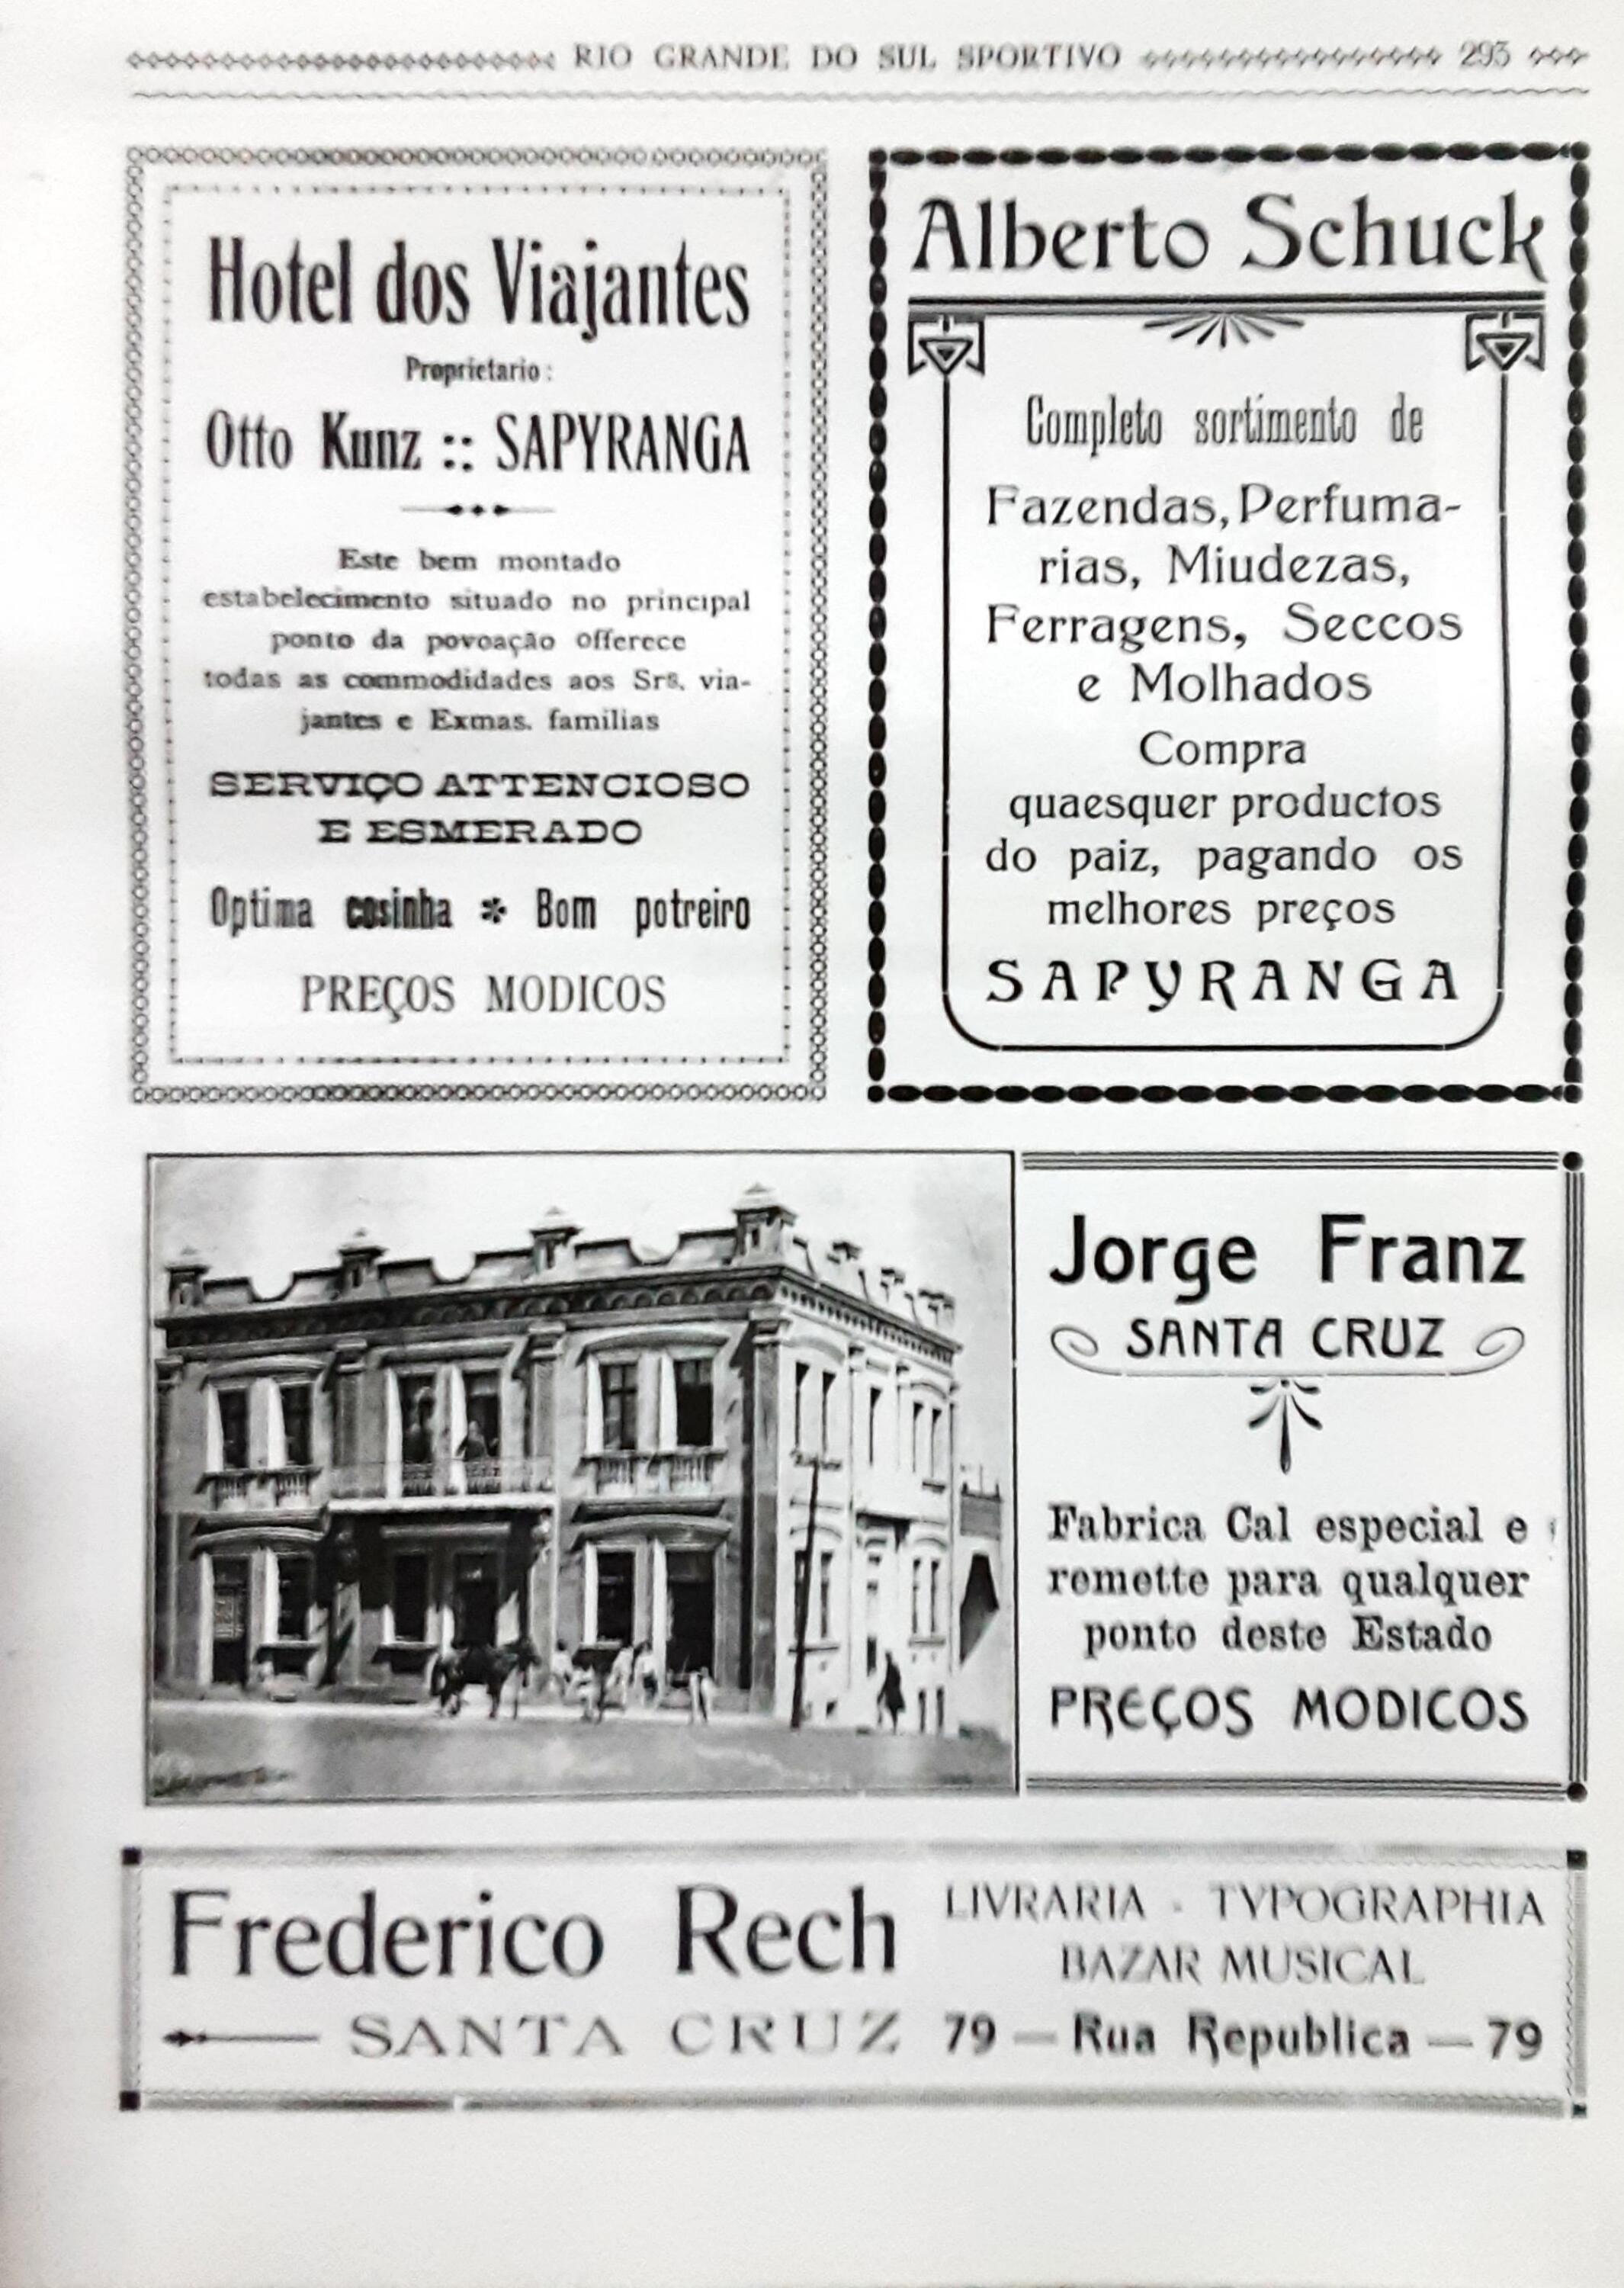 RIO GRANDE DO SUL SPORTIVO 293
Hotel dos Viajantes
Proprietario:
Otto Kunz :: SAPYRANGA
Este bem montado
estabelecimento situado no principal
ponto da povoação offerece
todas as commodidades aos Srs. via-
jantes e Exmas. familias
SERVIÇO ATTENCIOSO
E ESMERADO
Optima cosinha * Bom potreiro
PREÇOS MODICOS
Alberto Schuck
Completo sortimento de
Fazendas, Perfuma-
rias, Miudezas,
Ferragens, Seccos
e Molhados
Compra
quaesquer productos
do paiz, pagando os
melhores preços
SAPYRANGA
Jorge Franz
SANTA CRUZ
Fabrica Cal especial e
remette para qualquer
ponto deste Estado
PREÇOS MODICOS
Frederico Rech
SANTA CRUZ
LIVRARIA - TYPOGRAPHIA
BAZAR MUSICAL
79 — Rua Republica — 79